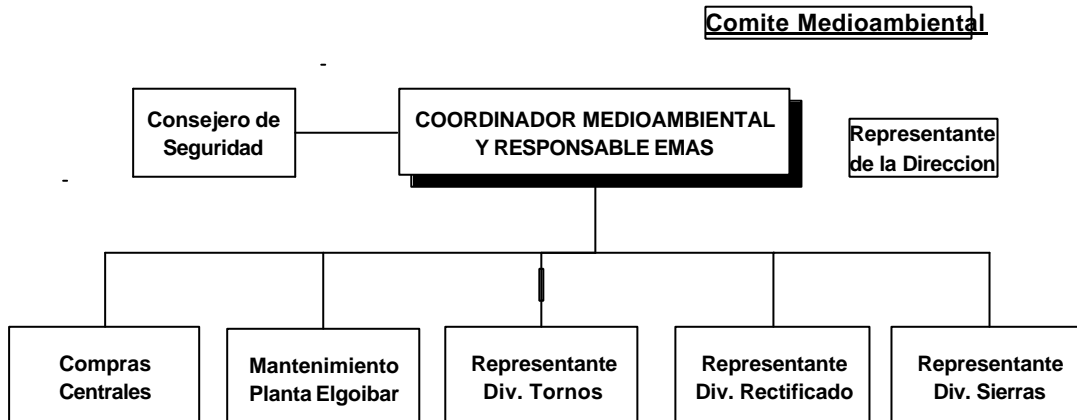 Comite Medioambiental
Consejero de
Seguridad
COORDINADOR MEDIOAMBIENTAL
Y RESPONSABLE EMAS
Representante
de la Direccion
Compras
Centrales
Mantenimiento
Planta Elgoibar
Representante
Div. Tornos
Representante
Div. Rectificado
Representante
Div. Sierras